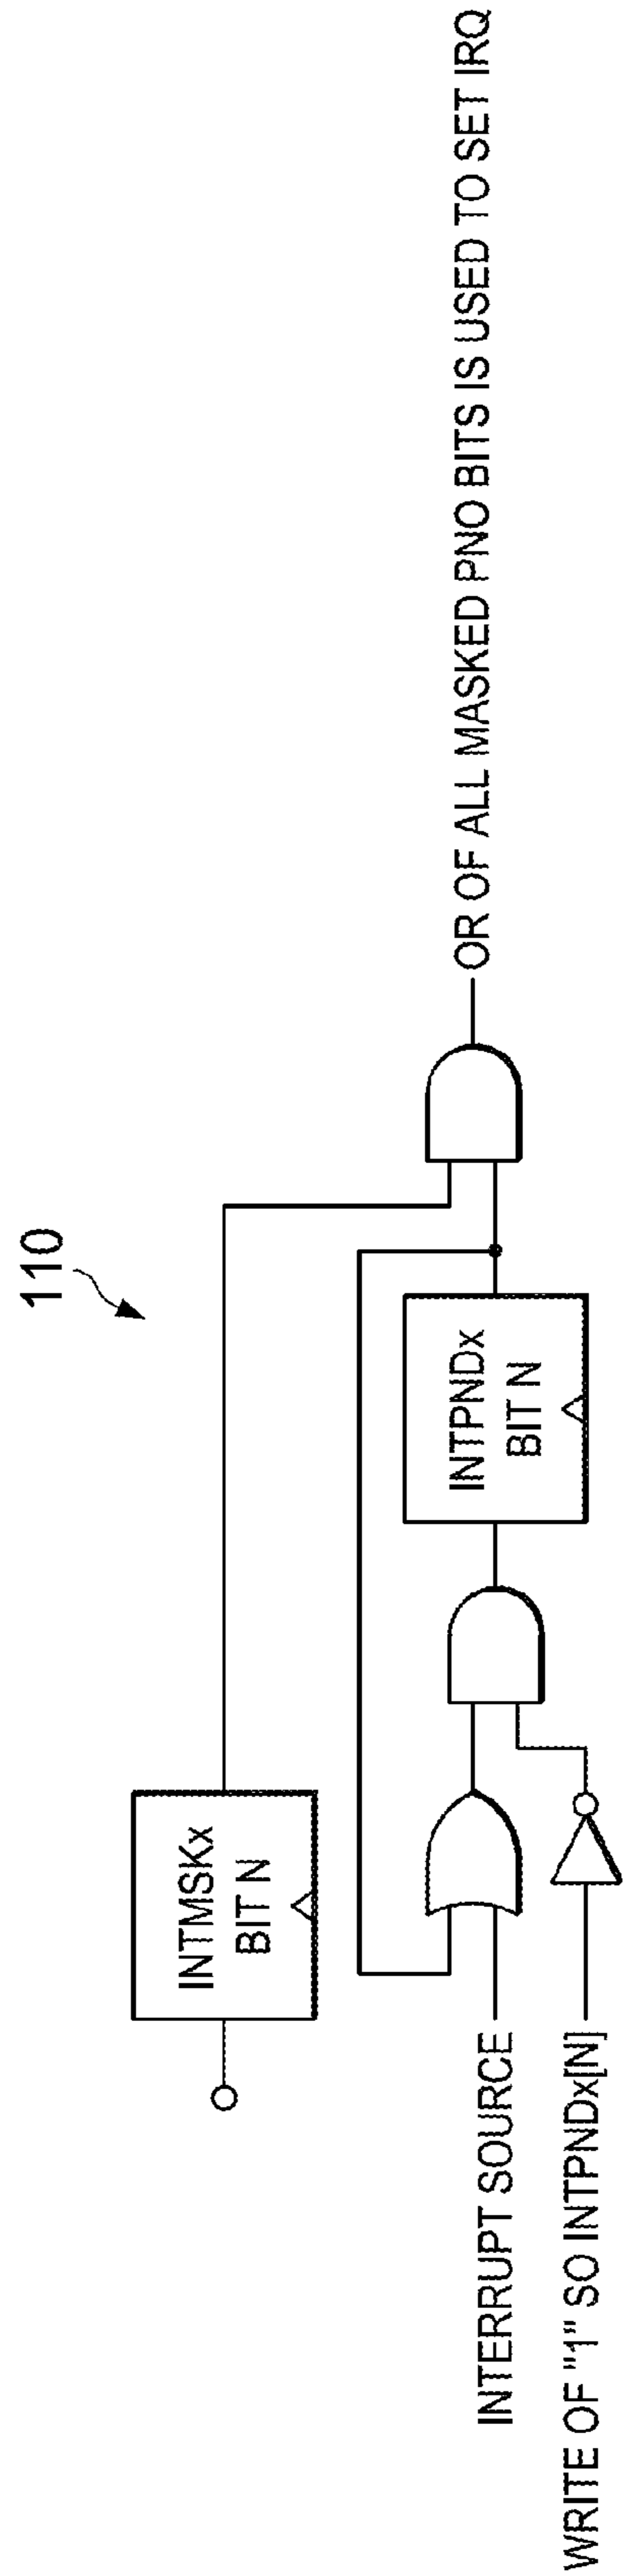 110
INTMSKx
BIT N
INTERRUPT SOURCE
WRITE OF "1" SO INTPNDx[N]
INTPNDx
BIT N
OR OF ALL MASKED PNO BITS IS USED TO SET IRQ